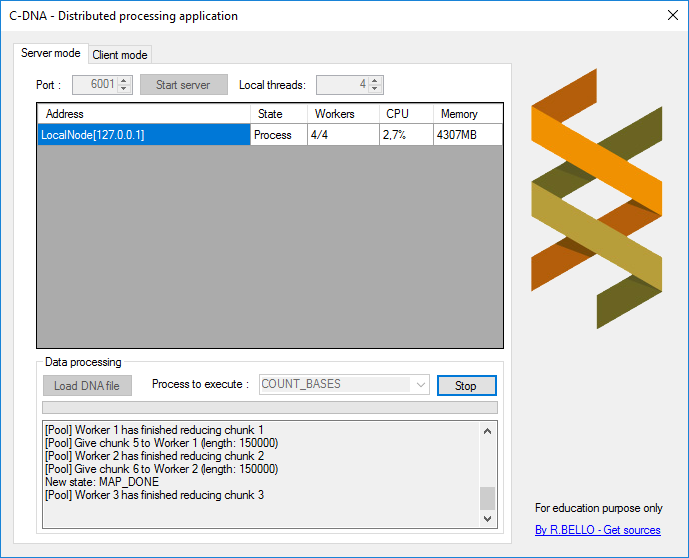 C-DNA - Distributed processing application
Server mode Client mode
Port : 6001 Start server Local threads: 4
Address State Workers CPU Memory
LocalNode[127.0.0.1] Process 4/4 2,7% 4307MB
Data processing
Load DNA file Process to execute : COUNT_BASES Stop
[Pool] Worker 1 has finished reducing chunk 1
[Pool] Give chunk 5 to Worker 1 (length: 150000)
[Pool] Worker 2 has finished reducing chunk 2
[Pool] Give chunk 6 to Worker 2 (length: 150000)
New state: MAP_DONE
[Pool] Worker 3 has finished reducing chunk 3
For education purpose only
By R.BELLO - Get sources